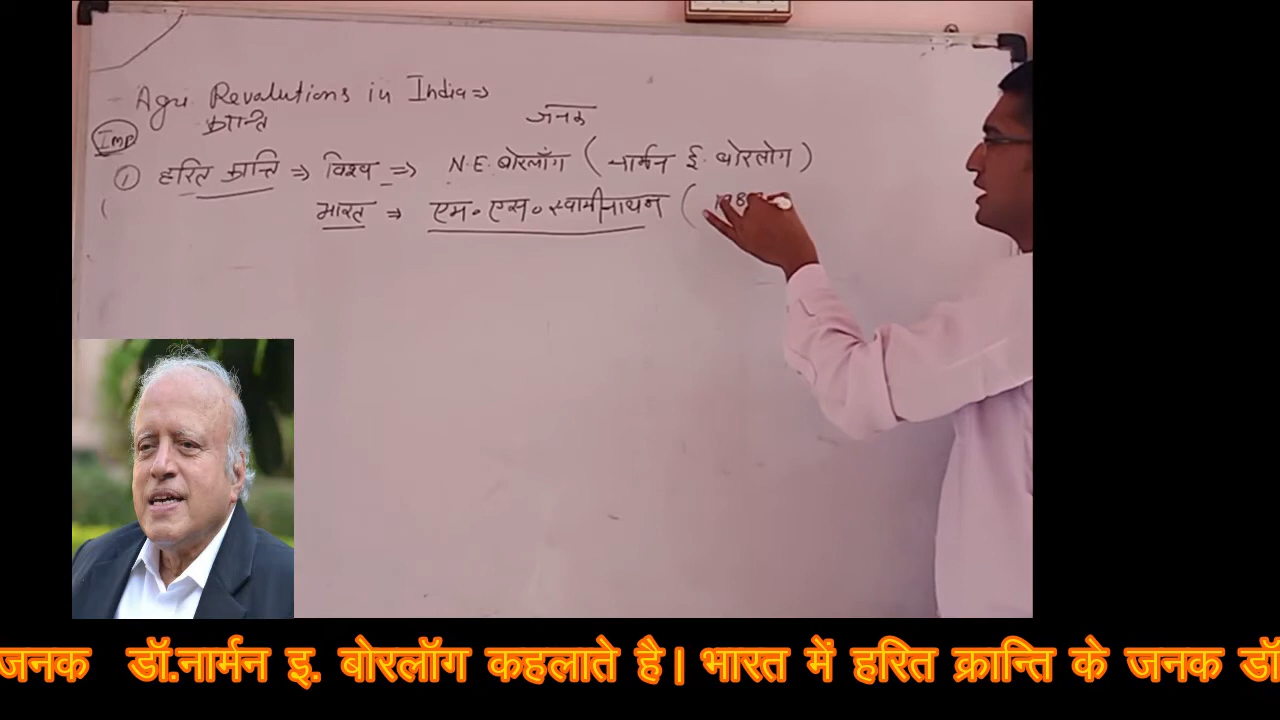 Agri Revalutions in India ⇒
क्रान्ति
जनक
Imp
① हरित क्रान्ति ⇒ विश्व ⇒ N.E. बोरलॉग ( नार्मन ई. बोरलोग )
( भारत ⇒ एम॰ एस॰ स्वामीनाथन (
जनक डॉ.नार्मन इ. बोरलॉग कहलाते है| भारत में हरित क्रान्ति के जनक डॉ